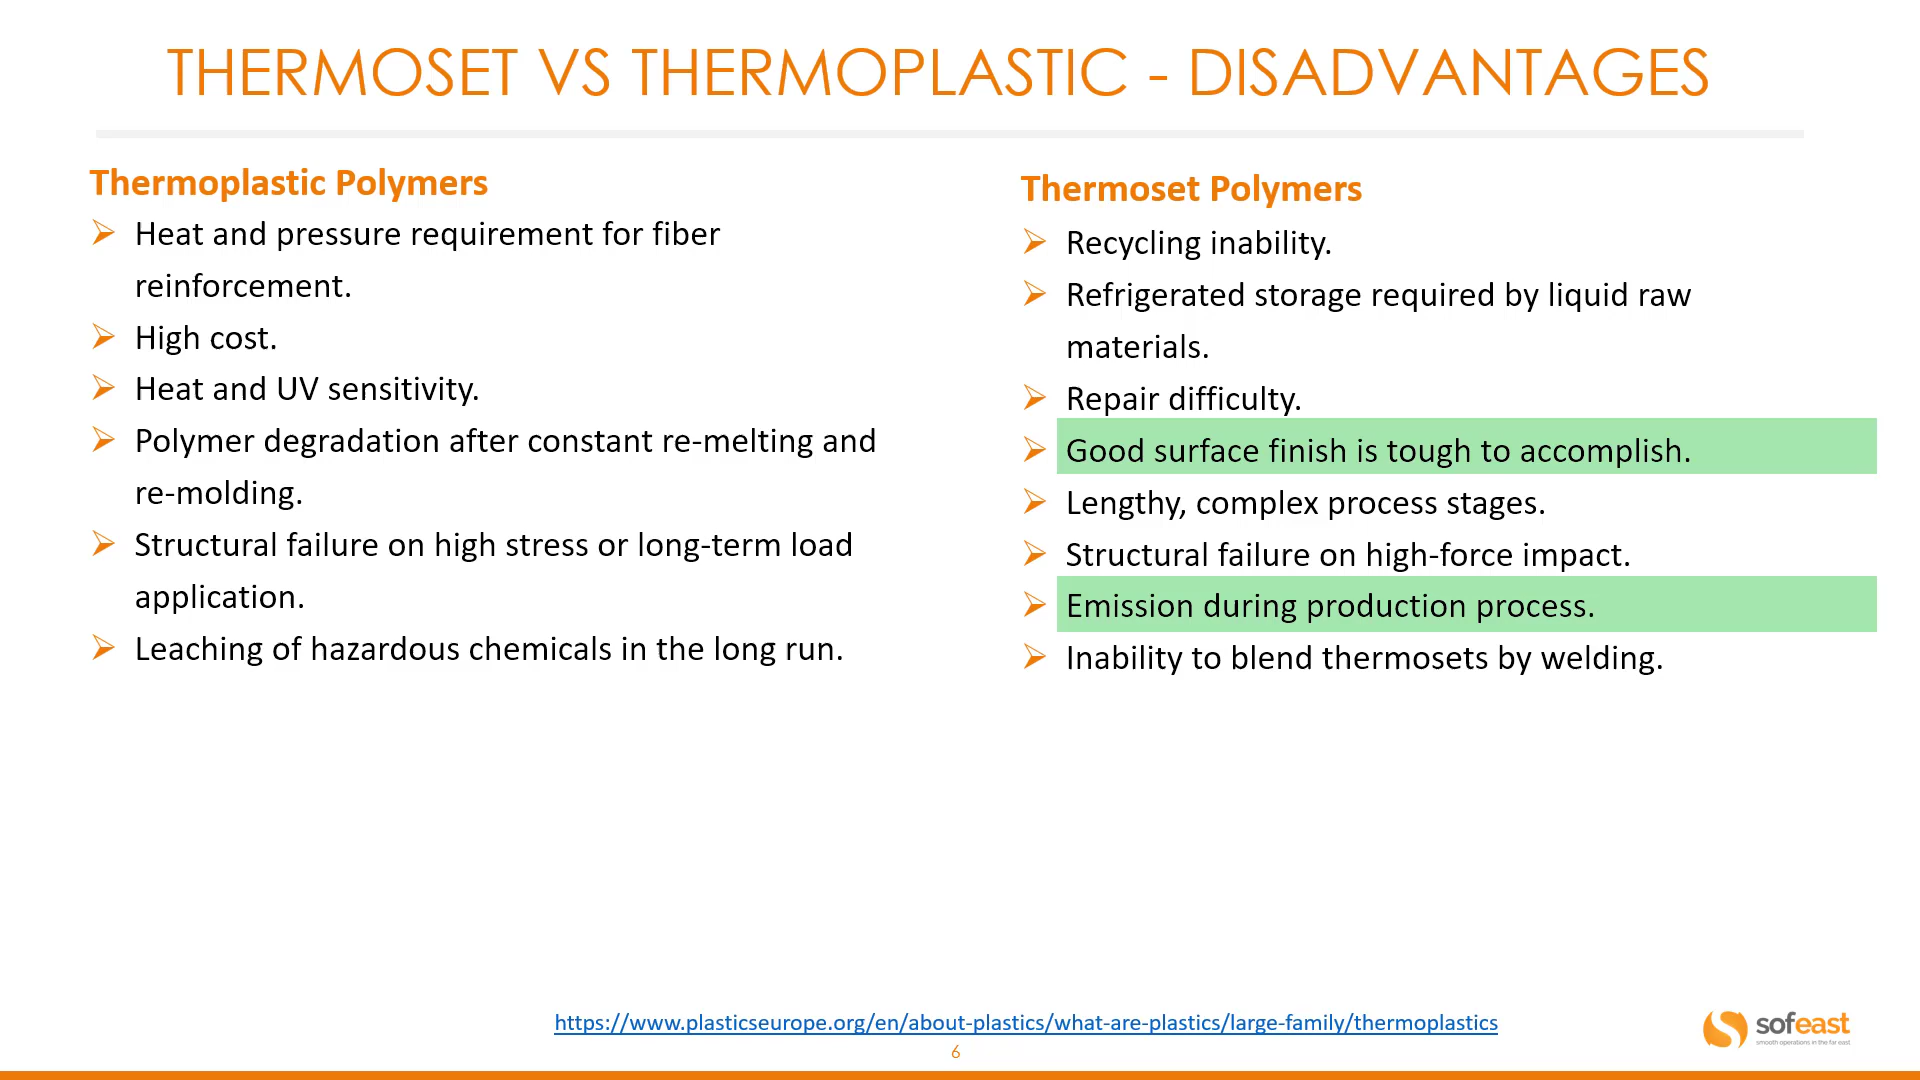 THERMOSET VS THERMOPLASTIC - DISADVANTAGES
Thermoplastic Polymers
Heat and pressure requirement for fiber
reinforcement.
High cost.
Heat and UV sensitivity.
Polymer degradation after constant re-melting and
re-molding.
Structural failure on high stress or long-term load
application.
Leaching of hazardous chemicals in the long run.
Thermoset Polymers
Recycling inability.
Refrigerated storage required by liquid raw
materials.
Repair difficulty.
Good surface finish is tough to accomplish.
Lengthy, complex process stages.
Structural failure on high-force impact.
Emission during production process.
Inability to blend thermosets by welding.
https://www.plasticseurope.org/en/about-plastics/what-are-plastics/large-family/thermoplastics
6
sofeast
smooth operations in the far east